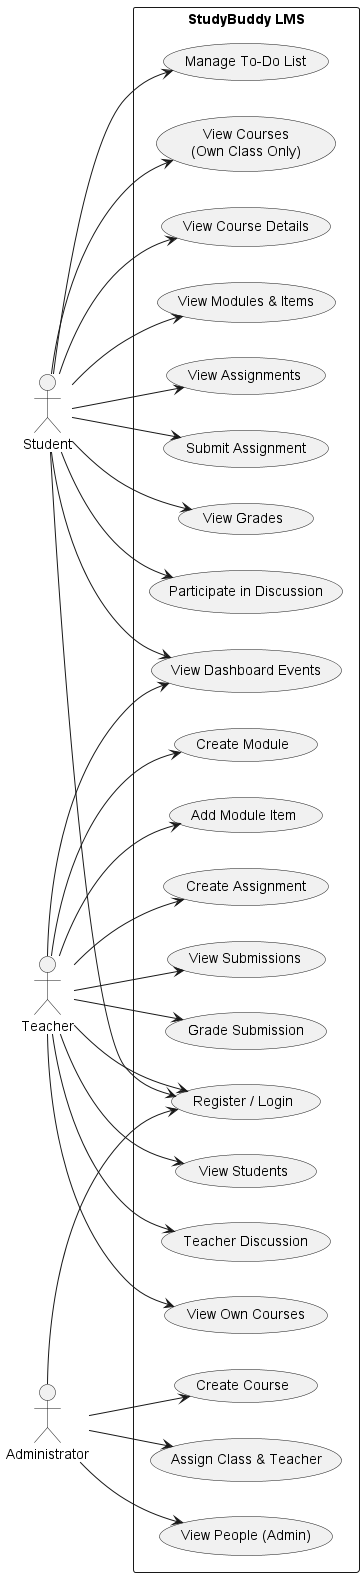 StudyBuddy LMS
Manage To-Do List
View Courses
(Own Class Only)
View Course Details
View Modules & Items
View Assignments
Student
Submit Assignment
View Grades
Participate in Discussion
View Dashboard Events
Create Module
Add Module Item
Create Assignment
View Submissions
Teacher
Grade Submission
Register / Login
View Students
Teacher Discussion
View Own Courses
Create Course
Administrator
Assign Class & Teacher
View People (Admin)